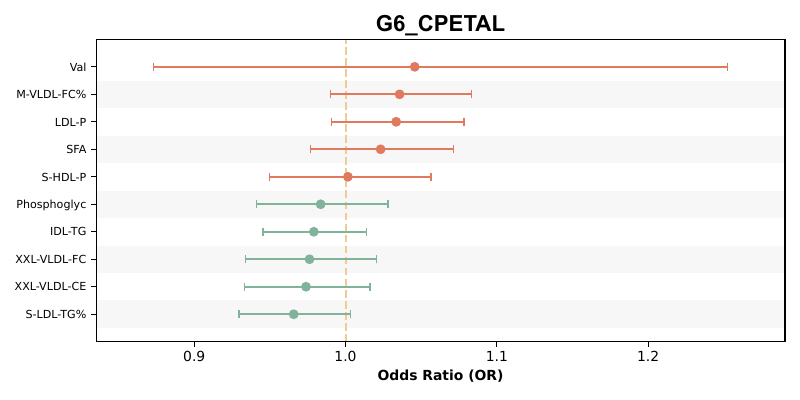 G6_CPETAL
Val
M-VLDL-FC%
LDL-P
SFA
S-HDL-P
Phosphoglyc
IDL-TG
XXL-VLDL-FC
XXL-VLDL-CE
S-LDL-TG%
0.9 1.0 1.1 1.2
Odds Ratio (OR)